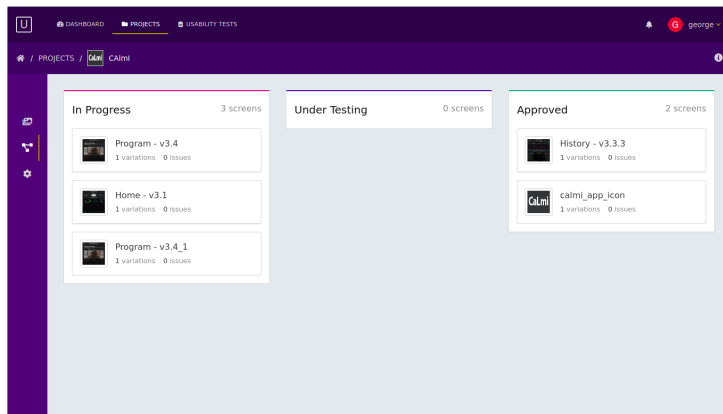 U DASHBOARD PROJECTS USABILITY TESTS G george
/ PROJECTS / CaLmi CAlmI
In Progress 3 screens
Program - v3.4
1 variations 0 issues
Home - v3.1
1 variations 0 issues
Program - v3.4_1
1 variations 0 issues
Under Testing 0 screens
Approved 2 screens
History - v3.3.3
1 variations 0 issues
CaLmi calmi_app_icon
1 variations 0 issues